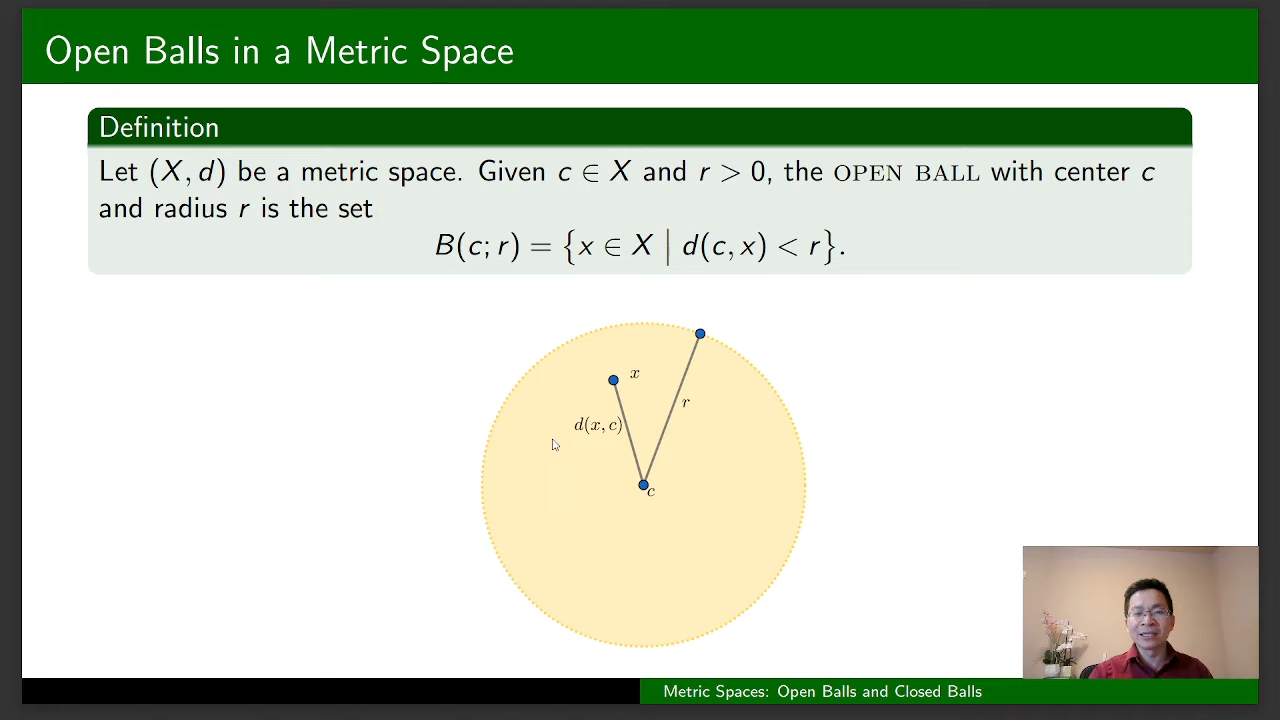 Open Balls in a Metric Space
Definition
Let (X, d) be a metric space. Given c ∈ X and r > 0, the OPEN BALL with center c
and radius r is the set
B(c; r) = {x ∈ X | d(c, x) < r}.
x
r
d(x, c)
c
Metric Spaces: Open Balls and Closed Balls